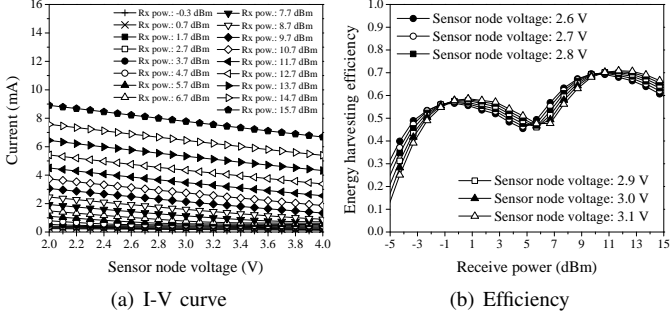 Rx pow.: -0.3 dBm
Rx pow.: 0.7 dBm
Rx pow.: 1.7 dBm
Rx pow.: 2.7 dBm
Rx pow.: 3.7 dBm
Rx pow.: 4.7 dBm
Rx pow.: 5.7 dBm
Rx pow.: 6.7 dBm
Rx pow.: 7.7 dBm
Rx pow.: 8.7 dBm
Rx pow.: 9.7 dBm
Rx pow.: 10.7 dBm
Rx pow.: 11.7 dBm
Rx pow.: 12.7 dBm
Rx pow.: 13.7 dBm
Rx pow.: 14.7 dBm
Rx pow.: 15.7 dBm
Current (mA)
16
14
12
10
8
6
4
2
0
2.0 2.2 2.4 2.6 2.8 3.0 3.2 3.4 3.6 3.8 4.0
Sensor node voltage (V)
(a) I-V curve
Sensor node voltage: 2.6 V
Sensor node voltage: 2.7 V
Sensor node voltage: 2.8 V
Sensor node voltage: 2.9 V
Sensor node voltage: 3.0 V
Sensor node voltage: 3.1 V
Energy harvesting efficiency
1.0
0.9
0.8
0.7
0.6
0.5
0.4
0.3
0.2
0.1
0.0
-5 -3 -1 1 3 5 7 9 11 13 15
Receive power (dBm)
(b) Efficiency